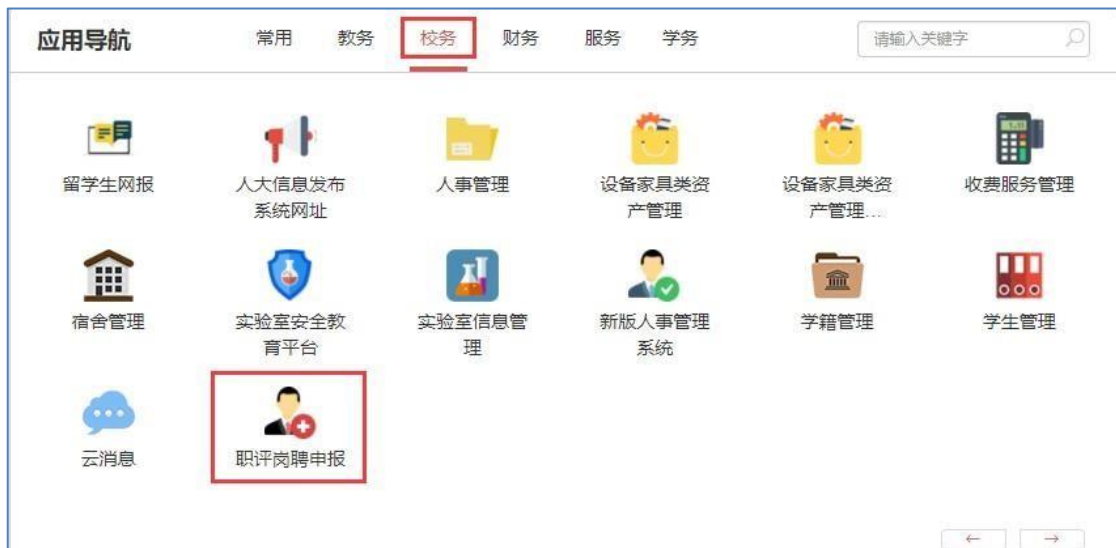 应用导航
常用 教务 校务 财务 服务 学务
请输入关键字
留学生网报
人大信息发布
系统网址
人事管理
设备家具类资
产管理
设备家具类资
产管理...
收费服务管理
宿舍管理
实验室安全教
育平台
实验室信息管
理
新版人事管理
系统
学籍管理
学生管理
云消息
职评岗聘申报
← →